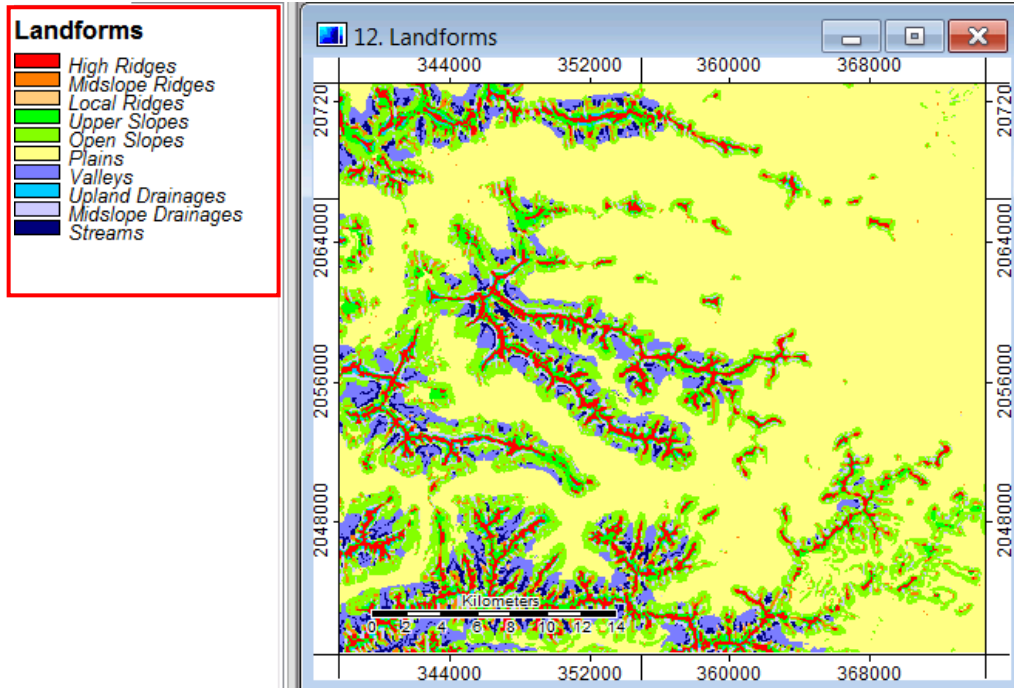 Landforms
High Ridges
Midslope Ridges
Local Ridges
Upper Slopes
Open Slopes
Plains
Valleys
Upland Drainages
Midslope Drainages
Streams
12. Landforms
344000 352000 360000 368000
20720
2064000
2056000
2048000
20720
2064000
2056000
2048000
Kilometers
0 2 4 6 8 10 12 14
344000 352000 360000 368000